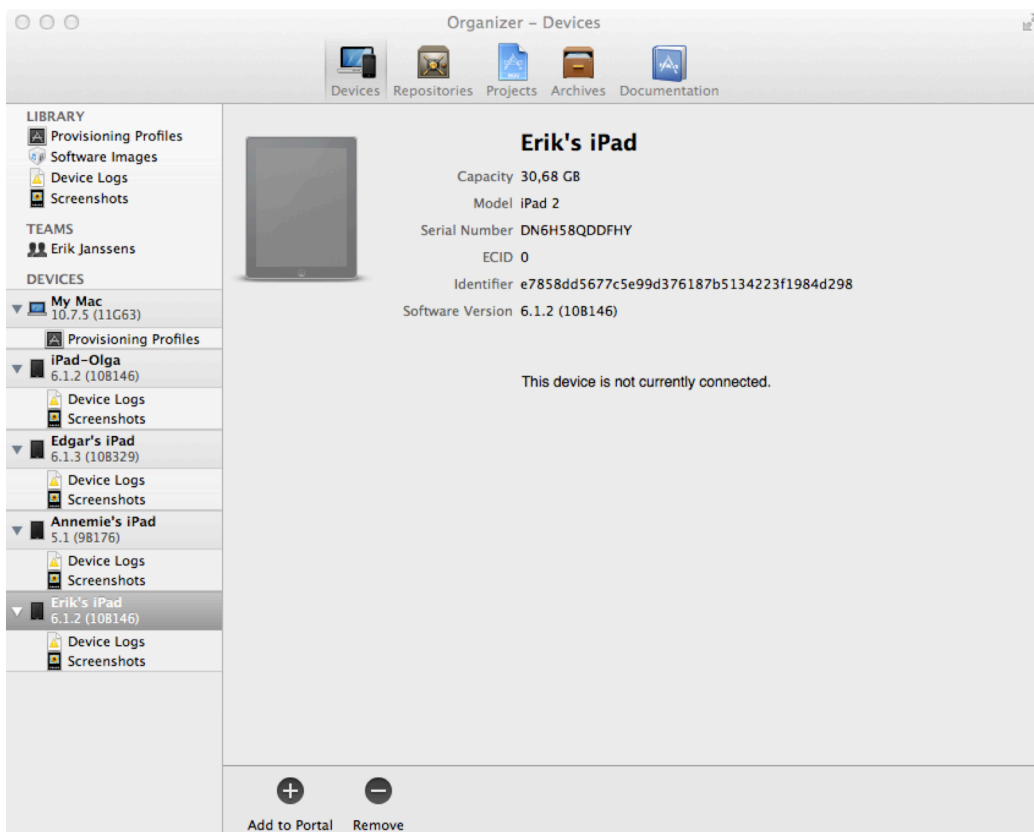 Organizer – Devices
Devices Repositories Projects Archives Documentation
LIBRARY
Provisioning Profiles
Software Images
Device Logs
Screenshots
TEAMS
Erik Janssens
DEVICES
My Mac
10.7.5 (11G63)
Provisioning Profiles
iPad-Olga
6.1.2 (10B146)
Device Logs
Screenshots
Edgar's iPad
6.1.3 (10B329)
Device Logs
Screenshots
Annemie's iPad
5.1 (9B176)
Device Logs
Screenshots
Erik's iPad
6.1.2 (10B146)
Device Logs
Screenshots
Erik's iPad
Capacity 30,68 GB
Model iPad 2
Serial Number DN6H58QDDFHY
ECID 0
Identifier e7858dd5677c5e99d376187b5134223f1984d298
Software Version 6.1.2 (10B146)
This device is not currently connected.
Add to Portal Remove